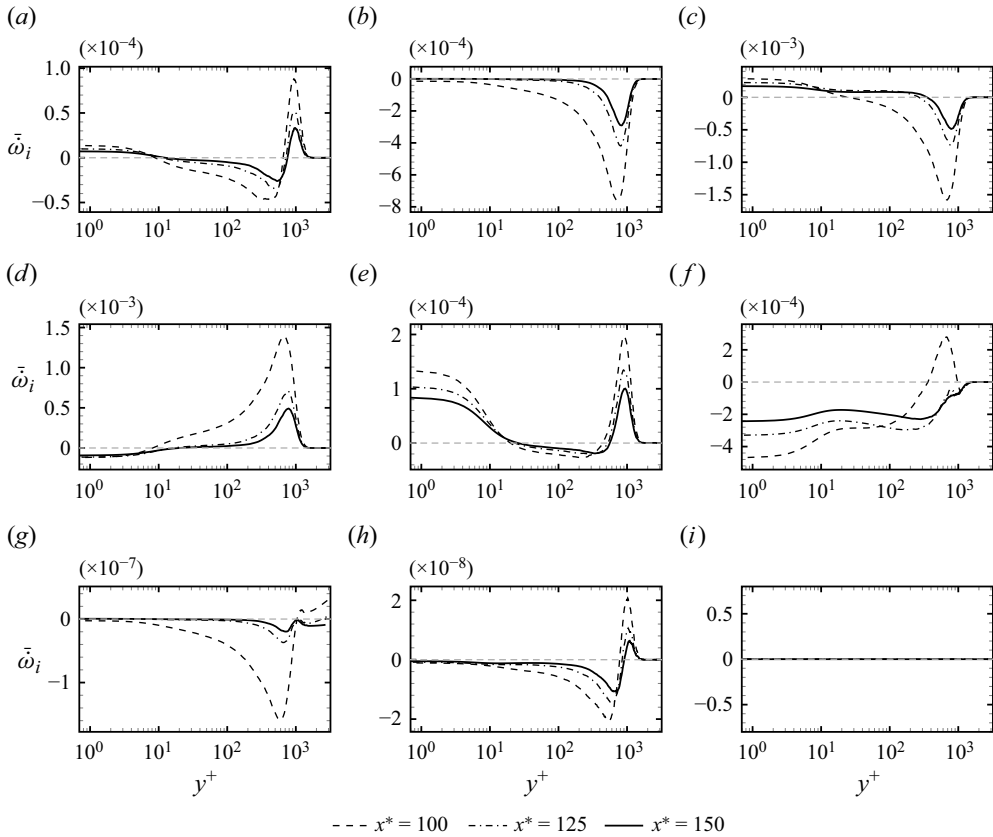 (a) (b) (c)
(×10⁻⁴) (×10⁻⁴) (×10⁻³)
1.0 0.5 0 −0.5
0 −2 −4 −6 −8
0 −0.5 −1.0 −1.5
ω̇̄ᵢ
10⁰ 10¹ 10² 10³ 10⁰ 10¹ 10² 10³ 10⁰ 10¹ 10² 10³
(d) (e) (f)
(×10⁻³) (×10⁻⁴) (×10⁻⁴)
1.5 1.0 0.5 0
2 1 0
2 0 −2 −4
ω̇̄ᵢ
10⁰ 10¹ 10² 10³ 10⁰ 10¹ 10² 10³ 10⁰ 10¹ 10² 10³
(g) (h) (i)
(×10⁻⁷) (×10⁻⁸)
0 −1
2 0 −2
0.5 0 −0.5
ω̇̄ᵢ
10⁰ 10¹ 10² 10³ 10⁰ 10¹ 10² 10³ 10⁰ 10¹ 10² 10³
y⁺ y⁺ y⁺
x* = 100 x* = 125 x* = 150